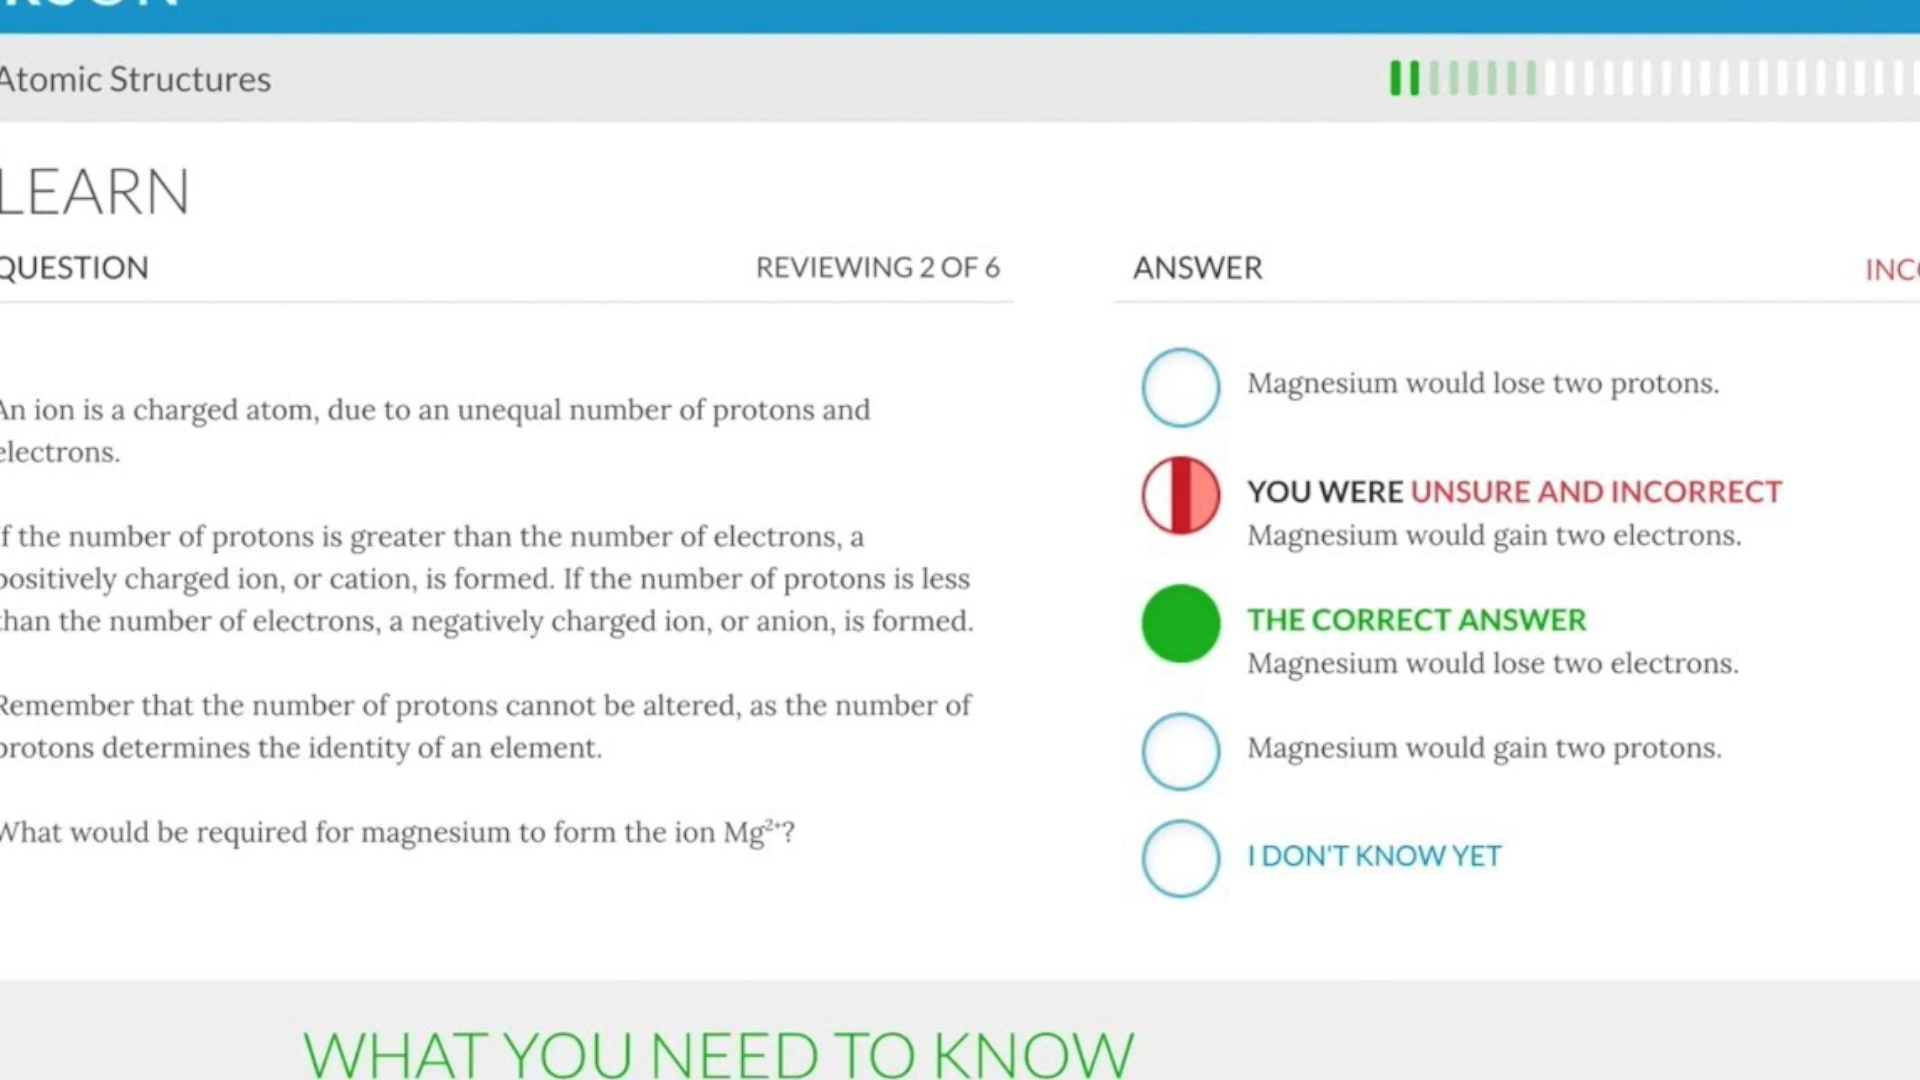 Atomic Structures
LEARN
QUESTION
REVIEWING 2 OF 6
An ion is a charged atom, due to an unequal number of protons and
electrons.
If the number of protons is greater than the number of electrons, a
positively charged ion, or cation, is formed. If the number of protons is less
than the number of electrons, a negatively charged ion, or anion, is formed.
Remember that the number of protons cannot be altered, as the number of
protons determines the identity of an element.
What would be required for magnesium to form the ion Mg²⁺?
ANSWER
Magnesium would lose two protons.
YOU WERE UNSURE AND INCORRECT
Magnesium would gain two electrons.
THE CORRECT ANSWER
Magnesium would lose two electrons.
Magnesium would gain two protons.
I DON'T KNOW YET
WHAT YOU NEED TO KNOW